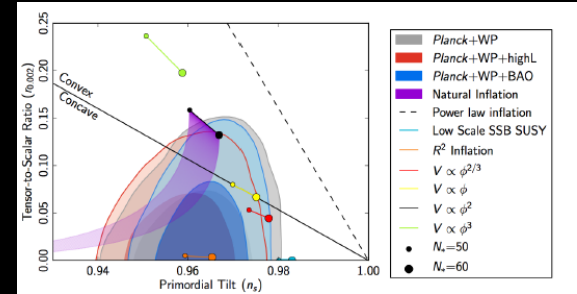 0.25
0.20
0.15
0.10
0.05
0.00
Tensor-to-Scalar Ratio (r0.002)
Convex
Concave
0.94
0.96
0.98
1.00
Primordial Tilt (ns)
Planck+WP
Planck+WP+highL
Planck+WP+BAO
Natural Inflation
Power law inflation
Low Scale SSB SUSY
R² Inflation
V ∝ ϕ^2/3
V ∝ ϕ
V ∝ ϕ²
V ∝ ϕ³
N*=50
N*=60